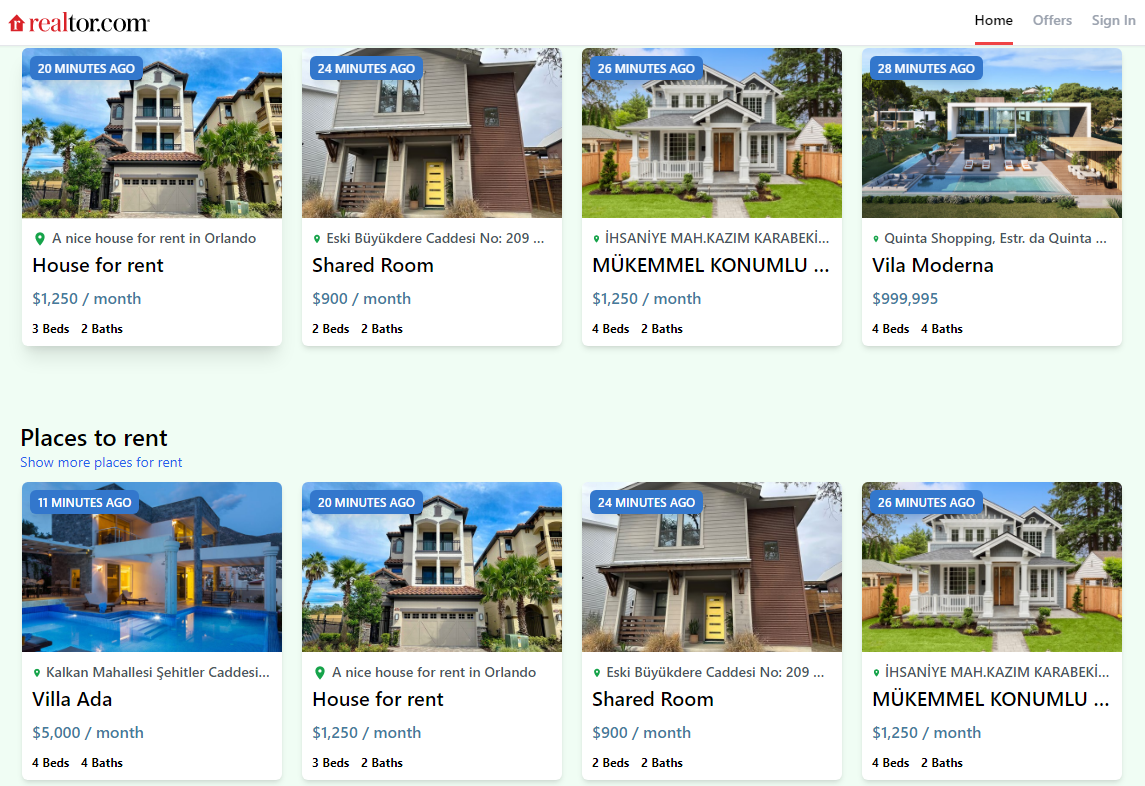 realtor.com
Home Offers Sign In
20 MINUTES AGO
A nice house for rent in Orlando
House for rent
$1,250 / month
3 Beds 2 Baths
24 MINUTES AGO
Eski Büyükdere Caddesi No: 209 ...
Shared Room
$900 / month
2 Beds 2 Baths
26 MINUTES AGO
İHSANİYE MAH.KAZIM KARABEKİ...
MÜKEMMEL KONUMLU ...
$1,250 / month
4 Beds 2 Baths
28 MINUTES AGO
Quinta Shopping, Estr. da Quinta ...
Vila Moderna
$999,995
4 Beds 4 Baths
Places to rent
Show more places for rent
11 MINUTES AGO
Kalkan Mahallesi Şehitler Caddesi...
Villa Ada
$5,000 / month
4 Beds 4 Baths
20 MINUTES AGO
A nice house for rent in Orlando
House for rent
$1,250 / month
3 Beds 2 Baths
24 MINUTES AGO
Eski Büyükdere Caddesi No: 209 ...
Shared Room
$900 / month
2 Beds 2 Baths
26 MINUTES AGO
İHSANİYE MAH.KAZIM KARABEKİ...
MÜKEMMEL KONUMLU ...
$1,250 / month
4 Beds 2 Baths